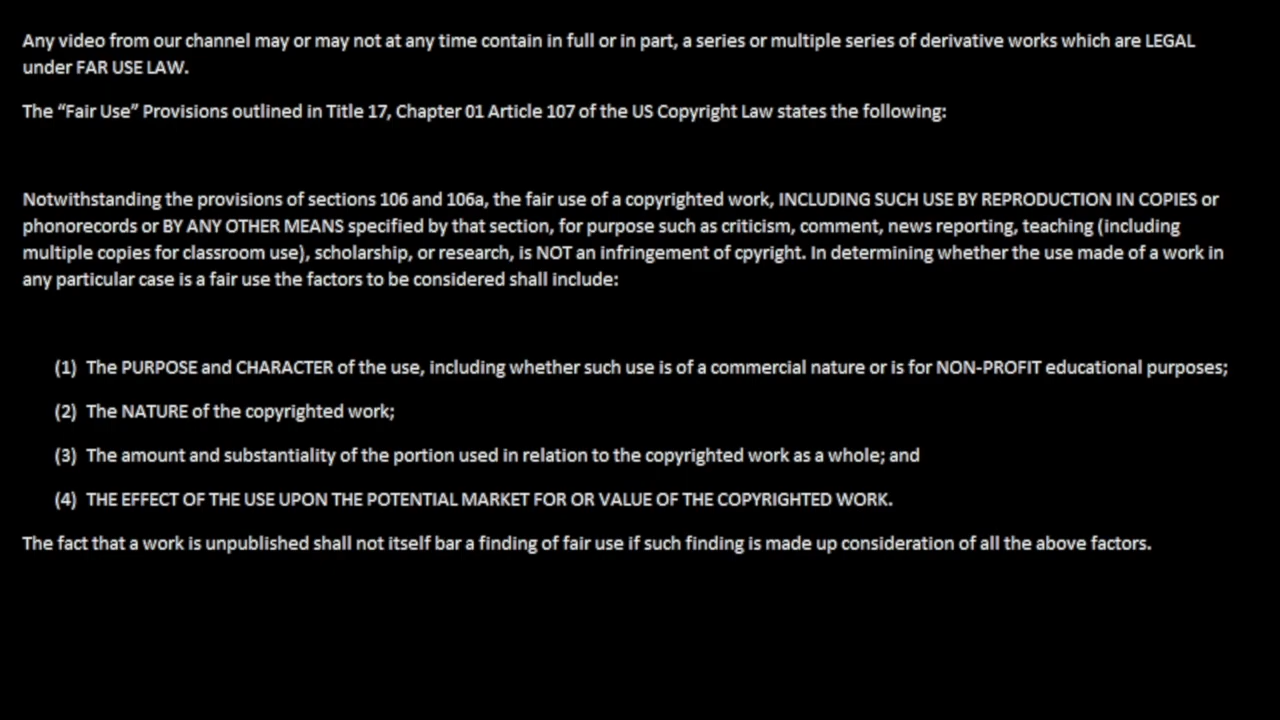 Any video from our channel may or may not at any time contain in full or in part, a series or multiple series of derivative works which are LEGAL
under FAR USE LAW.
The “Fair Use” Provisions outlined in Title 17, Chapter 01 Article 107 of the US Copyright Law states the following:
Notwithstanding the provisions of sections 106 and 106a, the fair use of a copyrighted work, INCLUDING SUCH USE BY REPRODUCTION IN COPIES or
phonorecords or BY ANY OTHER MEANS specified by that section, for purpose such as criticism, comment, news reporting, teaching (including
multiple copies for classroom use), scholarship, or research, is NOT an infringement of cpyright. In determining whether the use made of a work in
any particular case is a fair use the factors to be considered shall include:
(1) The PURPOSE and CHARACTER of the use, including whether such use is of a commercial nature or is for NON-PROFIT educational purposes;
(2) The NATURE of the copyrighted work;
(3) The amount and substantiality of the portion used in relation to the copyrighted work as a whole; and
(4) THE EFFECT OF THE USE UPON THE POTENTIAL MARKET FOR OR VALUE OF THE COPYRIGHTED WORK.
The fact that a work is unpublished shall not itself bar a finding of fair use if such finding is made up consideration of all the above factors.